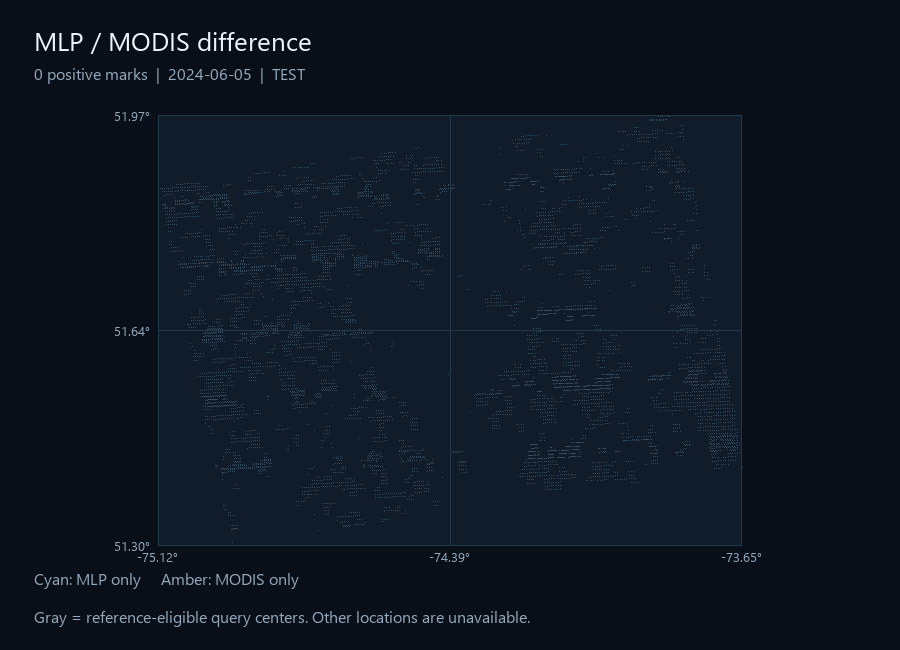 MLP / MODIS difference
0 positive marks | 2024-06-05 | TEST
51.97°
51.64°
51.30°
-75.12° -74.39° -73.65°
Cyan: MLP only Amber: MODIS only
Gray = reference-eligible query centers. Other locations are unavailable.